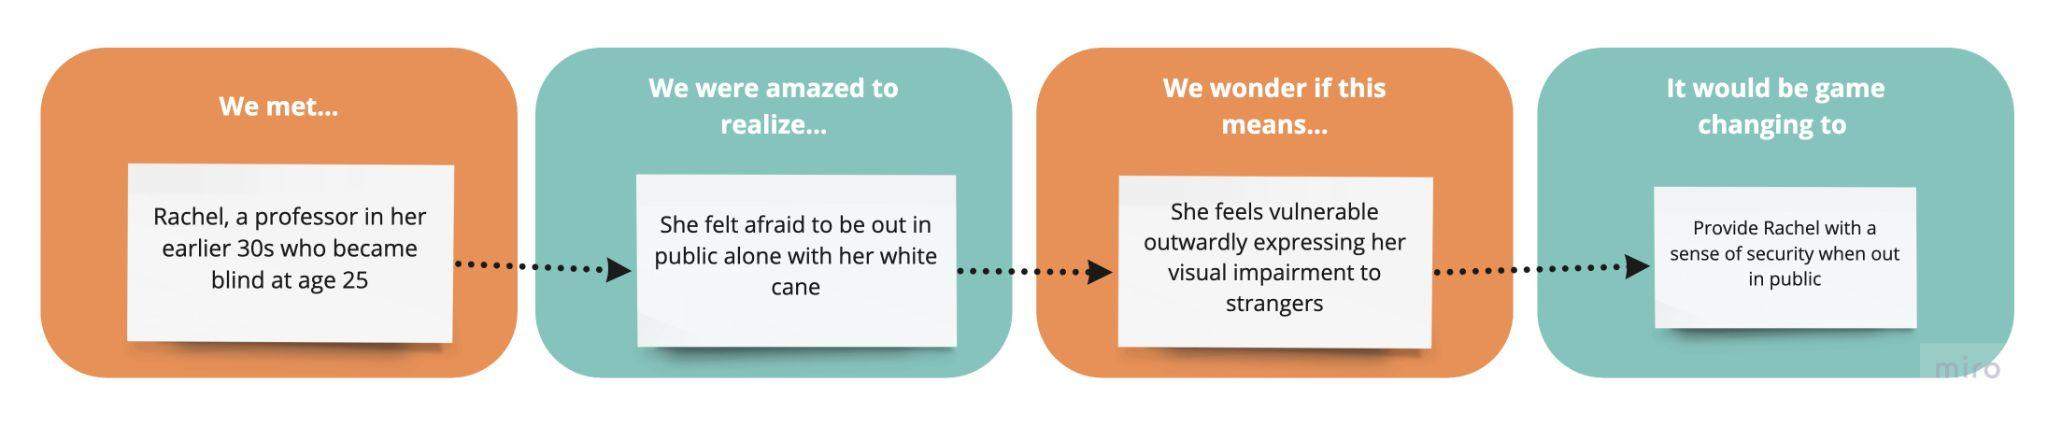 We met...
Rachel, a professor in her
earlier 30s who became
blind at age 25
We were amazed to
realize...
She felt afraid to be out in
public alone with her white
cane
We wonder if this
means...
She feels vulnerable
outwardly expressing her
visual impairment to
strangers
It would be game
changing to
Provide Rachel with a
sense of security when out
in public
miro